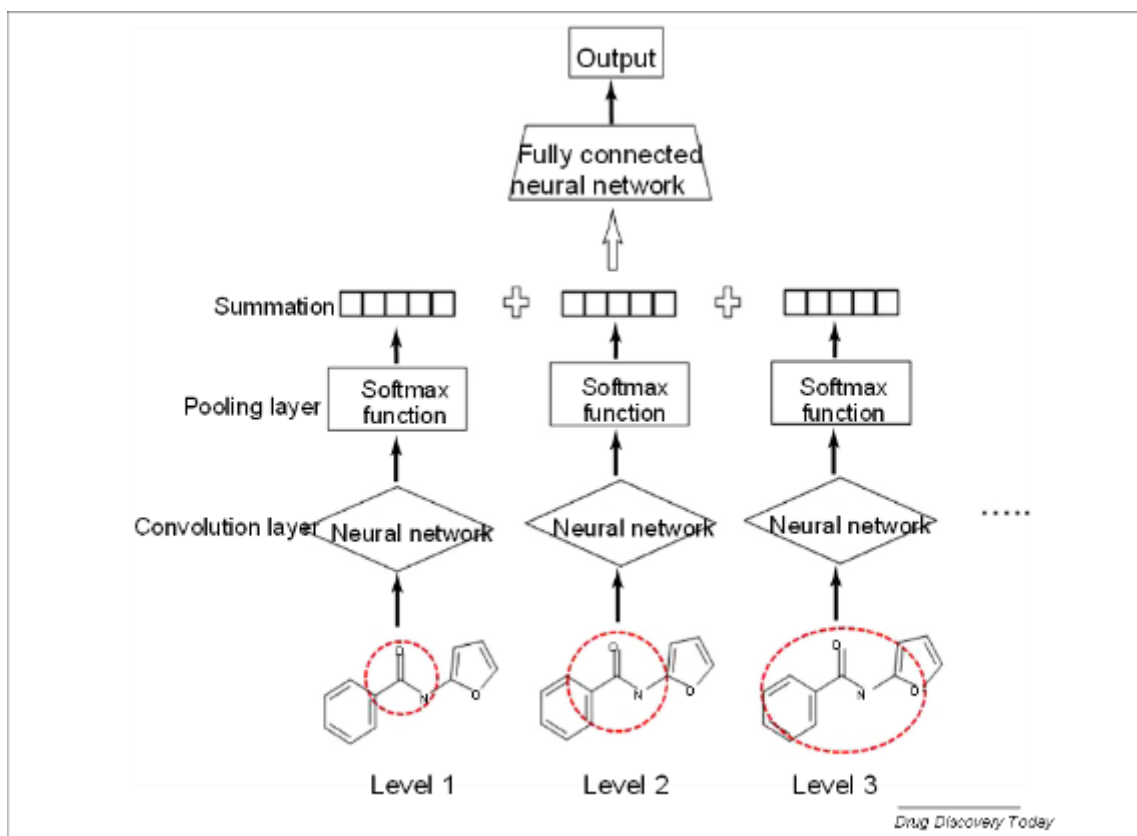 Output
Fully connected
neural network
Summation
Pooling layer
Softmax
function
Softmax
function
Softmax
function
Convolution layer
Neural network
Neural network
Neural network
.....
O
N
O
O
N
O
O
N
O
Level 1
Level 2
Level 3
Drug Discovery Today